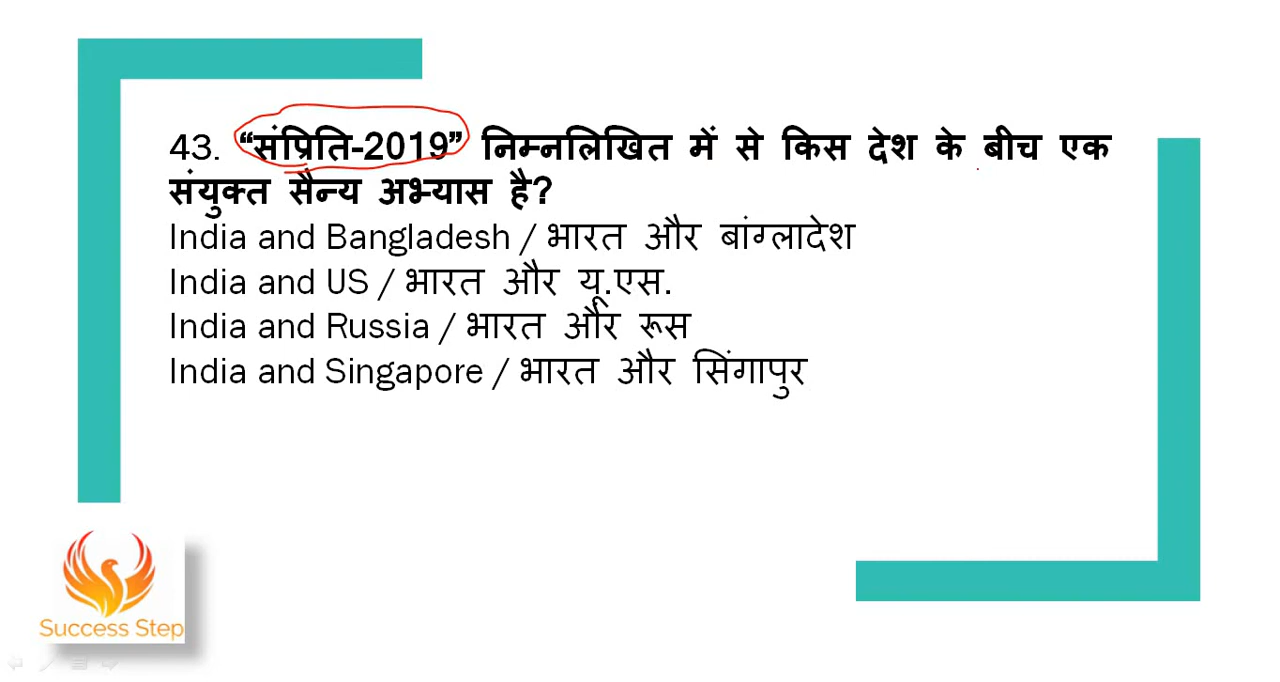 43. “संप्रिति-2019” निम्नलिखित में से किस देश के बीच एक
संयुक्त सैन्य अभ्यास है?
India and Bangladesh / भारत और बांग्लादेश
India and US / भारत और यू.एस.
India and Russia / भारत और रूस
India and Singapore / भारत और सिंगापुर
Success Step